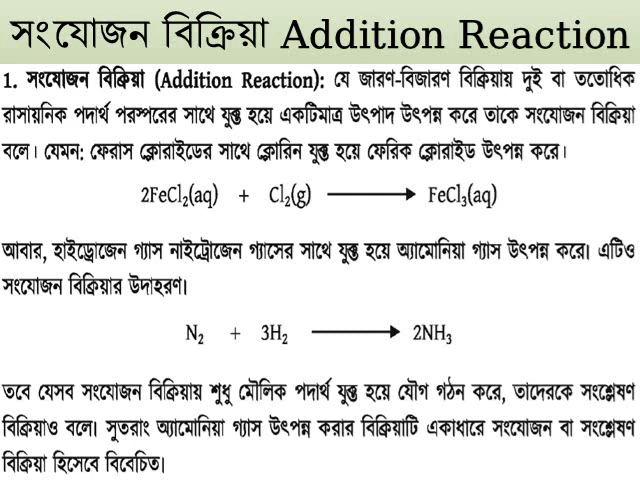 সংযোজন বিক্রিয়া Addition Reaction
1. সংযোজন বিক্রিয়া (Addition Reaction): যে জারণ-বিজারণ বিক্রিয়ায় দুই বা ততোধিক
রাসায়নিক পদার্থ পরস্পরের সাথে যুক্ত হয়ে একটিমাত্র উৎপাদ উৎপন্ন করে তাকে সংযোজন বিক্রিয়া
বলে। যেমন: ফেরাস ক্লোরাইডের সাথে ক্লোরিন যুক্ত হয়ে ফেরিক ক্লোরাইড উৎপন্ন করে।
2FeCl₂(aq) + Cl₂(g) ⟶ FeCl₃(aq)
আবার, হাইড্রোজেন গ্যাস নাইট্রোজেন গ্যাসের সাথে যুক্ত হয়ে অ্যামোনিয়া গ্যাস উৎপন্ন করে। এটিও
সংযোজন বিক্রিয়ার উদাহরণ।
N₂ + 3H₂ ⟶ 2NH₃
তবে যেসব সংযোজন বিক্রিয়ায় শুধু মৌলিক পদার্থ যুক্ত হয়ে যৌগ গঠন করে, তাদেরকে সংশ্লেষণ
বিক্রিয়াও বলে। সুতরাং অ্যামোনিয়া গ্যাস উৎপন্ন করার বিক্রিয়াটি একাধারে সংযোজন বা সংশ্লেষণ
বিক্রিয়া হিসেবে বিবেচিত।